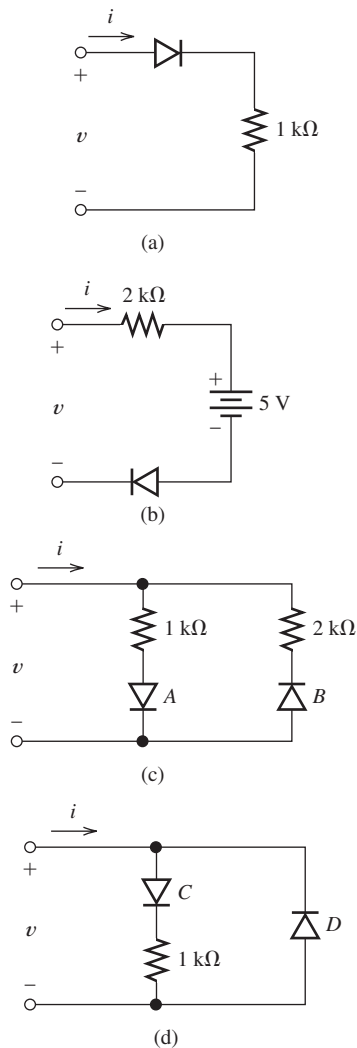 i
+
v
1 kΩ
−
(a)
i
2 kΩ
+
+
v
5 V
−
−
(b)
i
+
1 kΩ
2 kΩ
v
A
B
−
(c)
i
+
C
v
D
1 kΩ
−
(d)